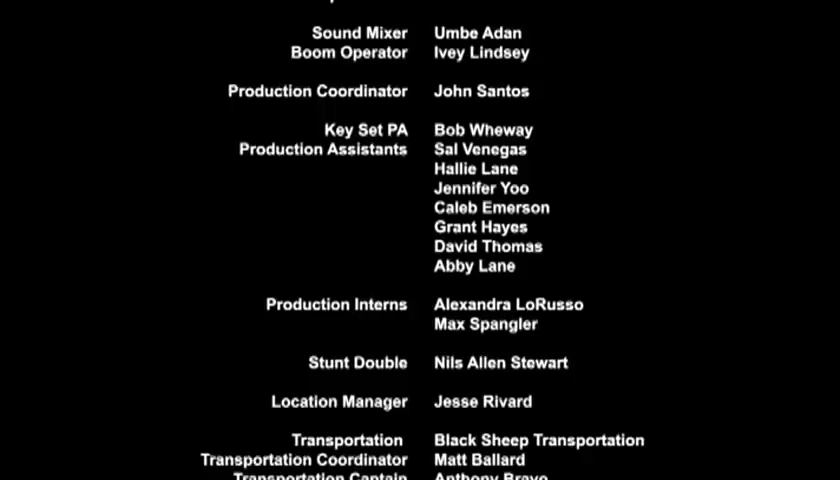 Sound Mixer Umbe Adan
Boom Operator Ivey Lindsey
Production Coordinator John Santos
Key Set PA Bob Wheway
Production Assistants Sal Venegas
Hallie Lane
Jennifer Yoo
Caleb Emerson
Grant Hayes
David Thomas
Abby Lane
Production Interns Alexandra LoRusso
Max Spangler
Stunt Double Nils Allen Stewart
Location Manager Jesse Rivard
Transportation Black Sheep Transportation
Transportation Coordinator Matt Ballard
Transportation Captain Anthony Bravo